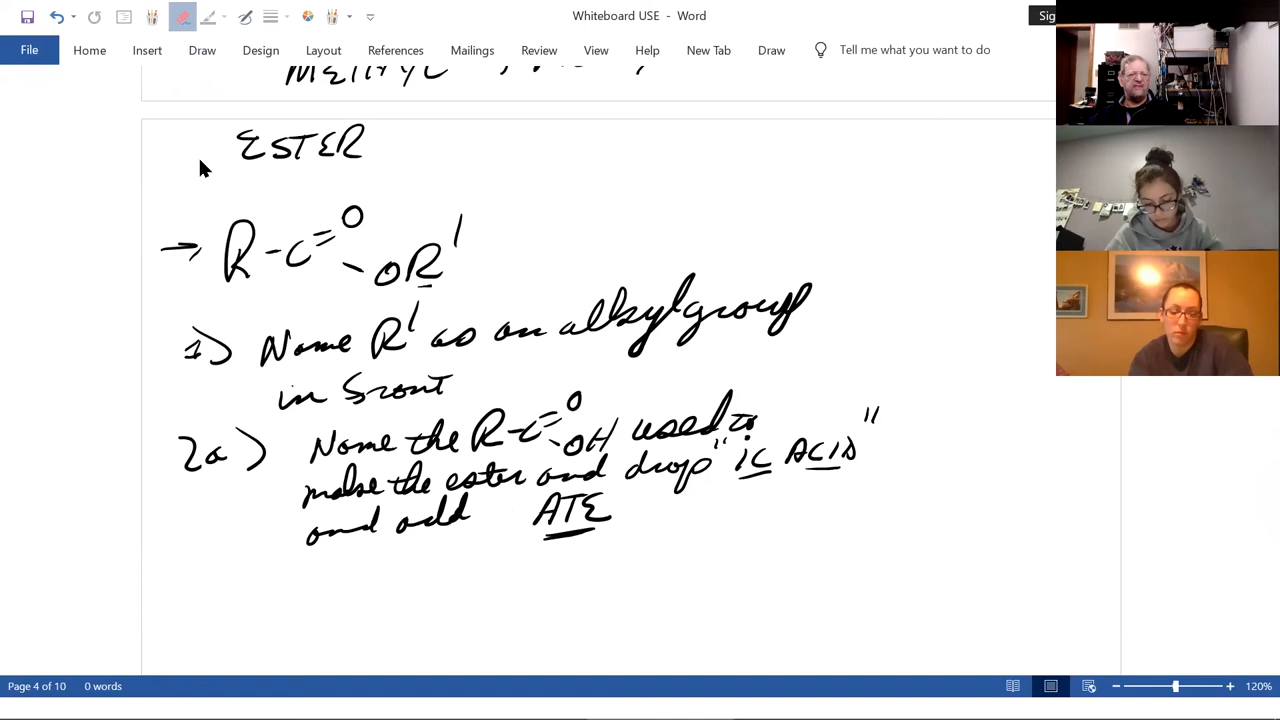 Whiteboard USE - Word
Sig
File Home Insert Draw Design Layout References Mailings Review View Help New Tab Draw Tell me what you want to do
ESTER
→ R-C=O
-OR'
1) Name R' as an alkyl group
in front
2a) Name the R-C=O
-OH used to
make the ester and drop "IC ACID"
and add ATE
Page 4 of 10 0 words 120%